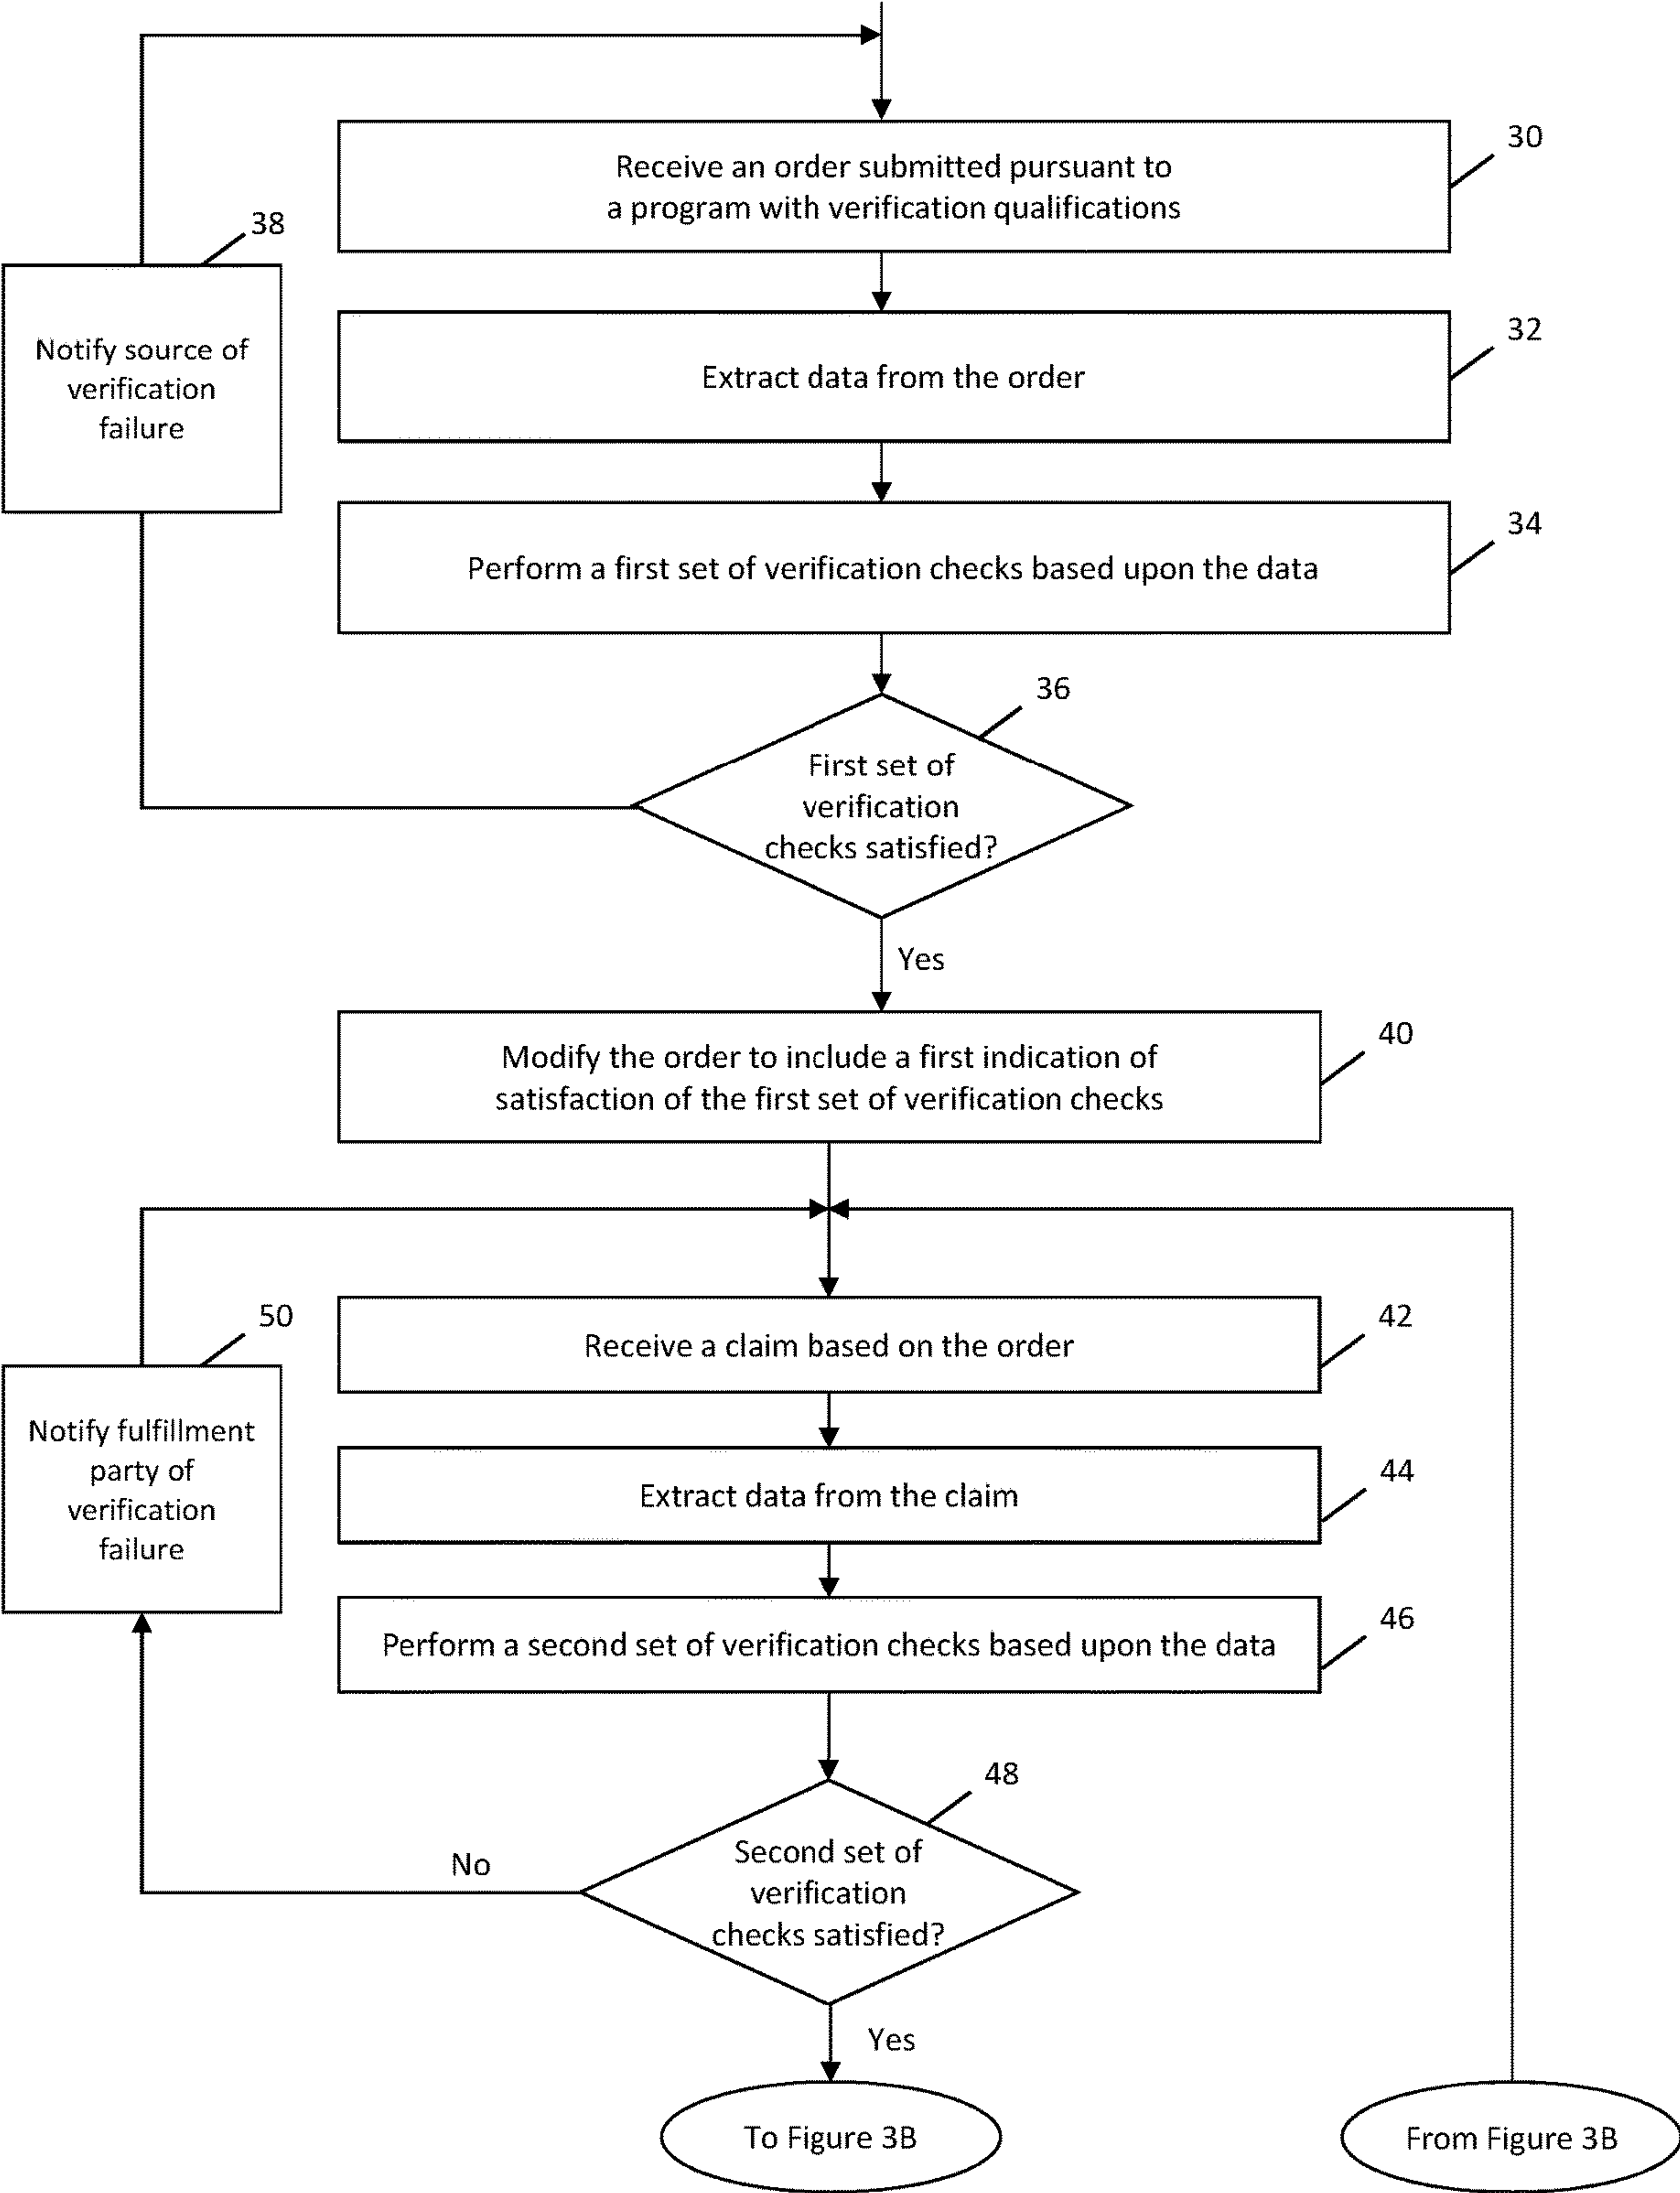 30
Receive an order submitted pursuant to
a program with verification qualifications
38
Notify source of
verification
failure
32
Extract data from the order
34
Perform a first set of verification checks based upon the data
36
First set of
verification
checks satisfied?
Yes
40
Modify the order to include a first indication of
satisfaction of the first set of verification checks
42
Receive a claim based on the order
50
Notify fulfillment
party of
verification
failure
44
Extract data from the claim
46
Perform a second set of verification checks based upon the data
48
Second set of
verification
checks satisfied?
No
Yes
To Figure 3B
From Figure 3B